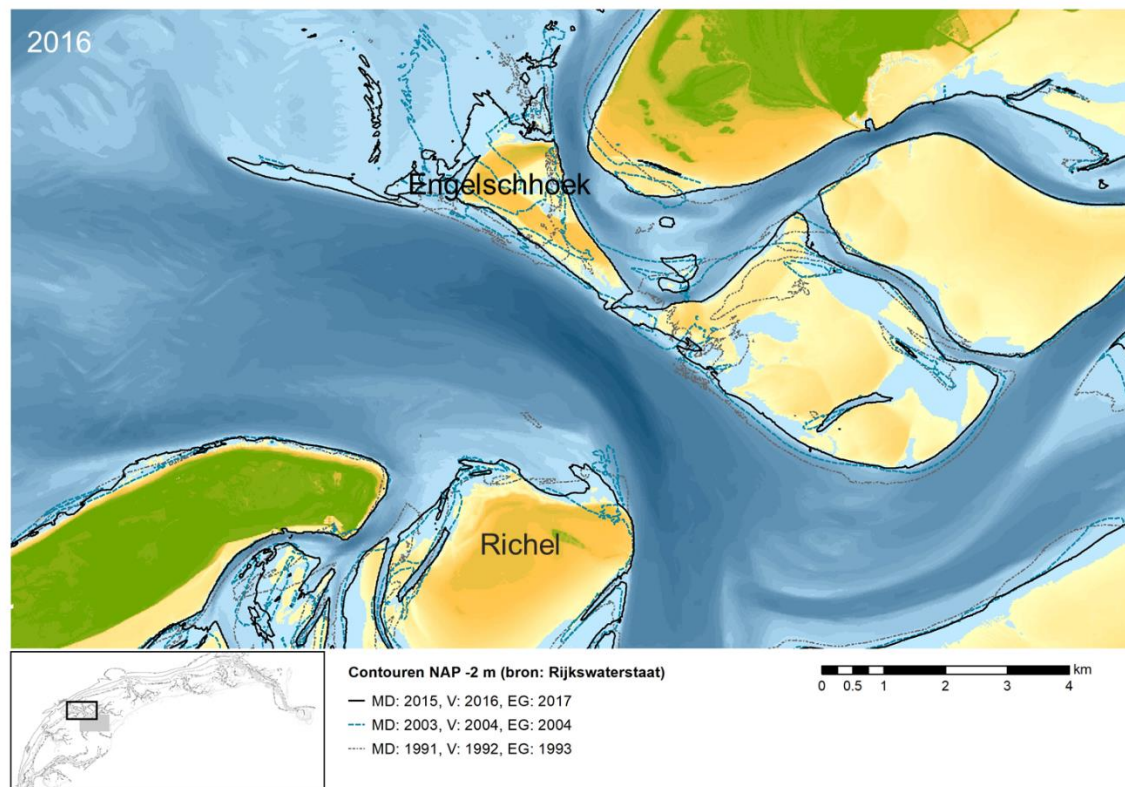 2016
Engelschhoek
Richel
Contouren NAP -2 m (bron: Rijkswaterstaat)
MD: 2015, V: 2016, EG: 2017
MD: 2003, V: 2004, EG: 2004
MD: 1991, V: 1992, EG: 1993
km
0 0.5 1 2 3 4